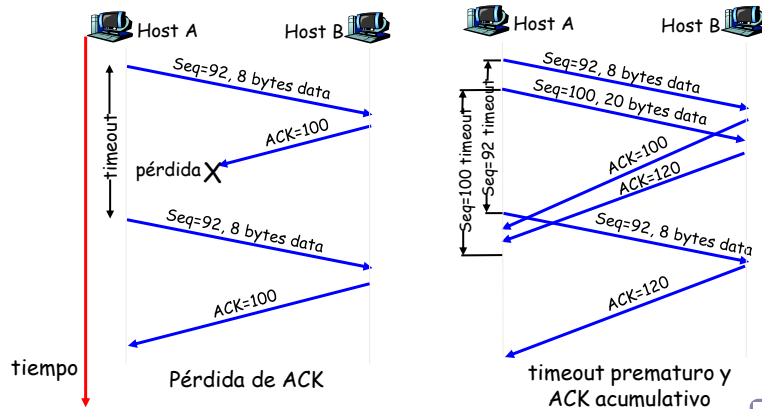 Host A
Host B
Seq=92, 8 bytes data
timeout
ACK=100
pérdida
X
Seq=92, 8 bytes data
ACK=100
tiempo
Pérdida de ACK
Host A
Host B
Seq=92, 8 bytes data
Seq=100, 20 bytes data
Seq=100 timeout
Seq=92 timeout
ACK=100
ACK=120
Seq=92, 8 bytes data
ACK=120
timeout prematuro y
ACK acumulativo